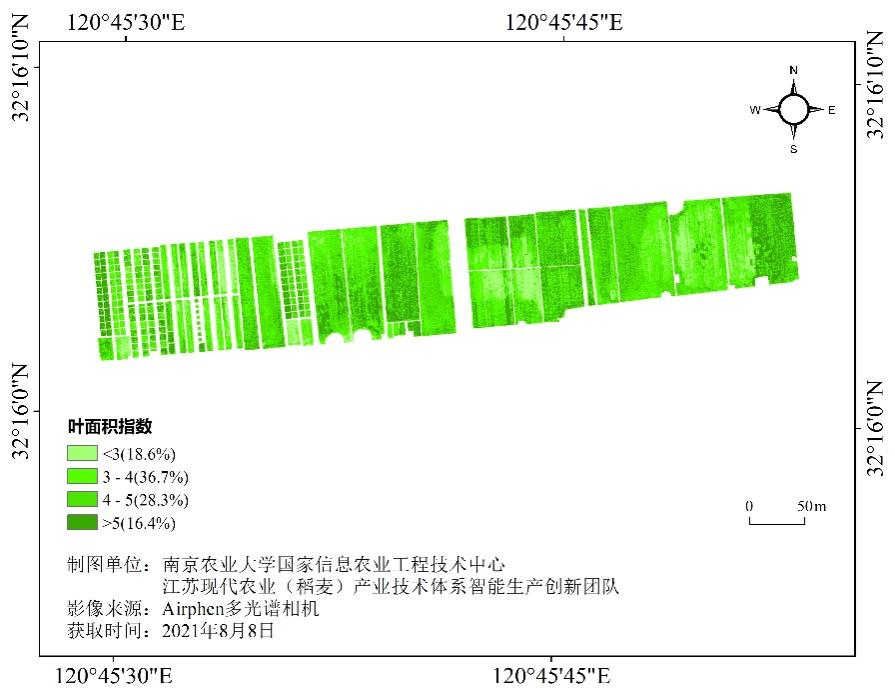 120°45'30"E 120°45'45"E
32°16'10"N 32°16'10"N
N
W E
S
32°16'0"N 32°16'0"N
叶面积指数
<3(18.6%)
3 - 4(36.7%)
4 - 5(28.3%)
>5(16.4%)
0 50m
制图单位：南京农业大学国家信息农业工程技术中心
江苏现代农业（稻麦）产业技术体系智能生产创新团队
影像来源：Airphen多光谱相机
获取时间：2021年8月8日
120°45'30"E 120°45'45"E